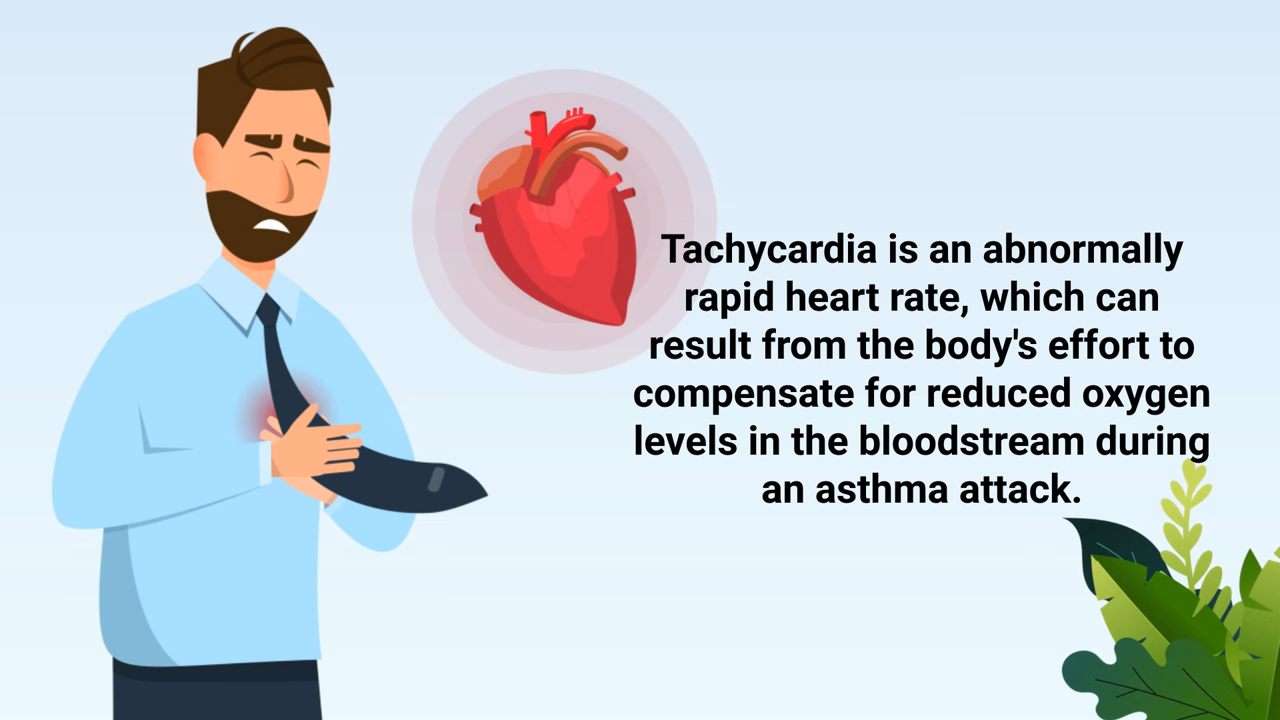 Tachycardia is an abnormally
rapid heart rate, which can
result from the body's effort to
compensate for reduced oxygen
levels in the bloodstream during
an asthma attack.